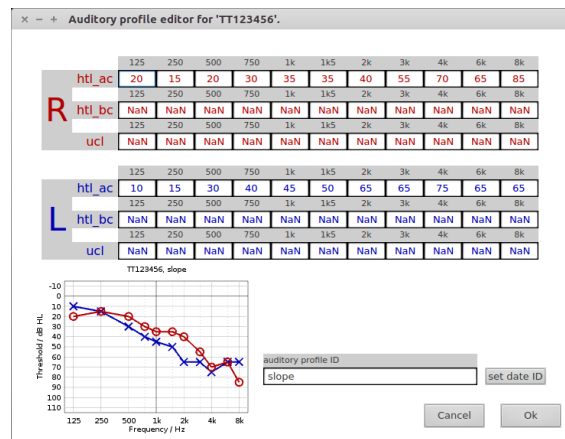 × − + Auditory profile editor for 'TT123456'.
125 250 500 750 1k 1k5 2k 3k 4k 6k 8k
R htl_ac 20 15 20 30 35 35 40 55 70 65 85
125 250 500 750 1k 1k5 2k 3k 4k 6k 8k
htl_bc NaN NaN NaN NaN NaN NaN NaN NaN NaN NaN NaN
125 250 500 750 1k 1k5 2k 3k 4k 6k 8k
ucl NaN NaN NaN NaN NaN NaN NaN NaN NaN NaN NaN
125 250 500 750 1k 1k5 2k 3k 4k 6k 8k
L htl_ac 10 15 30 40 45 50 65 65 75 65 65
125 250 500 750 1k 1k5 2k 3k 4k 6k 8k
htl_bc NaN NaN NaN NaN NaN NaN NaN NaN NaN NaN NaN
125 250 500 750 1k 1k5 2k 3k 4k 6k 8k
ucl NaN NaN NaN NaN NaN NaN NaN NaN NaN NaN NaN
TT123456, slope
Threshold / dB HL
-10
0
10
20
30
40
50
60
70
80
90
100
110
125 250 500 1k 2k 4k 8k
Frequency / Hz
auditory profile ID
slope set date ID
Cancel Ok